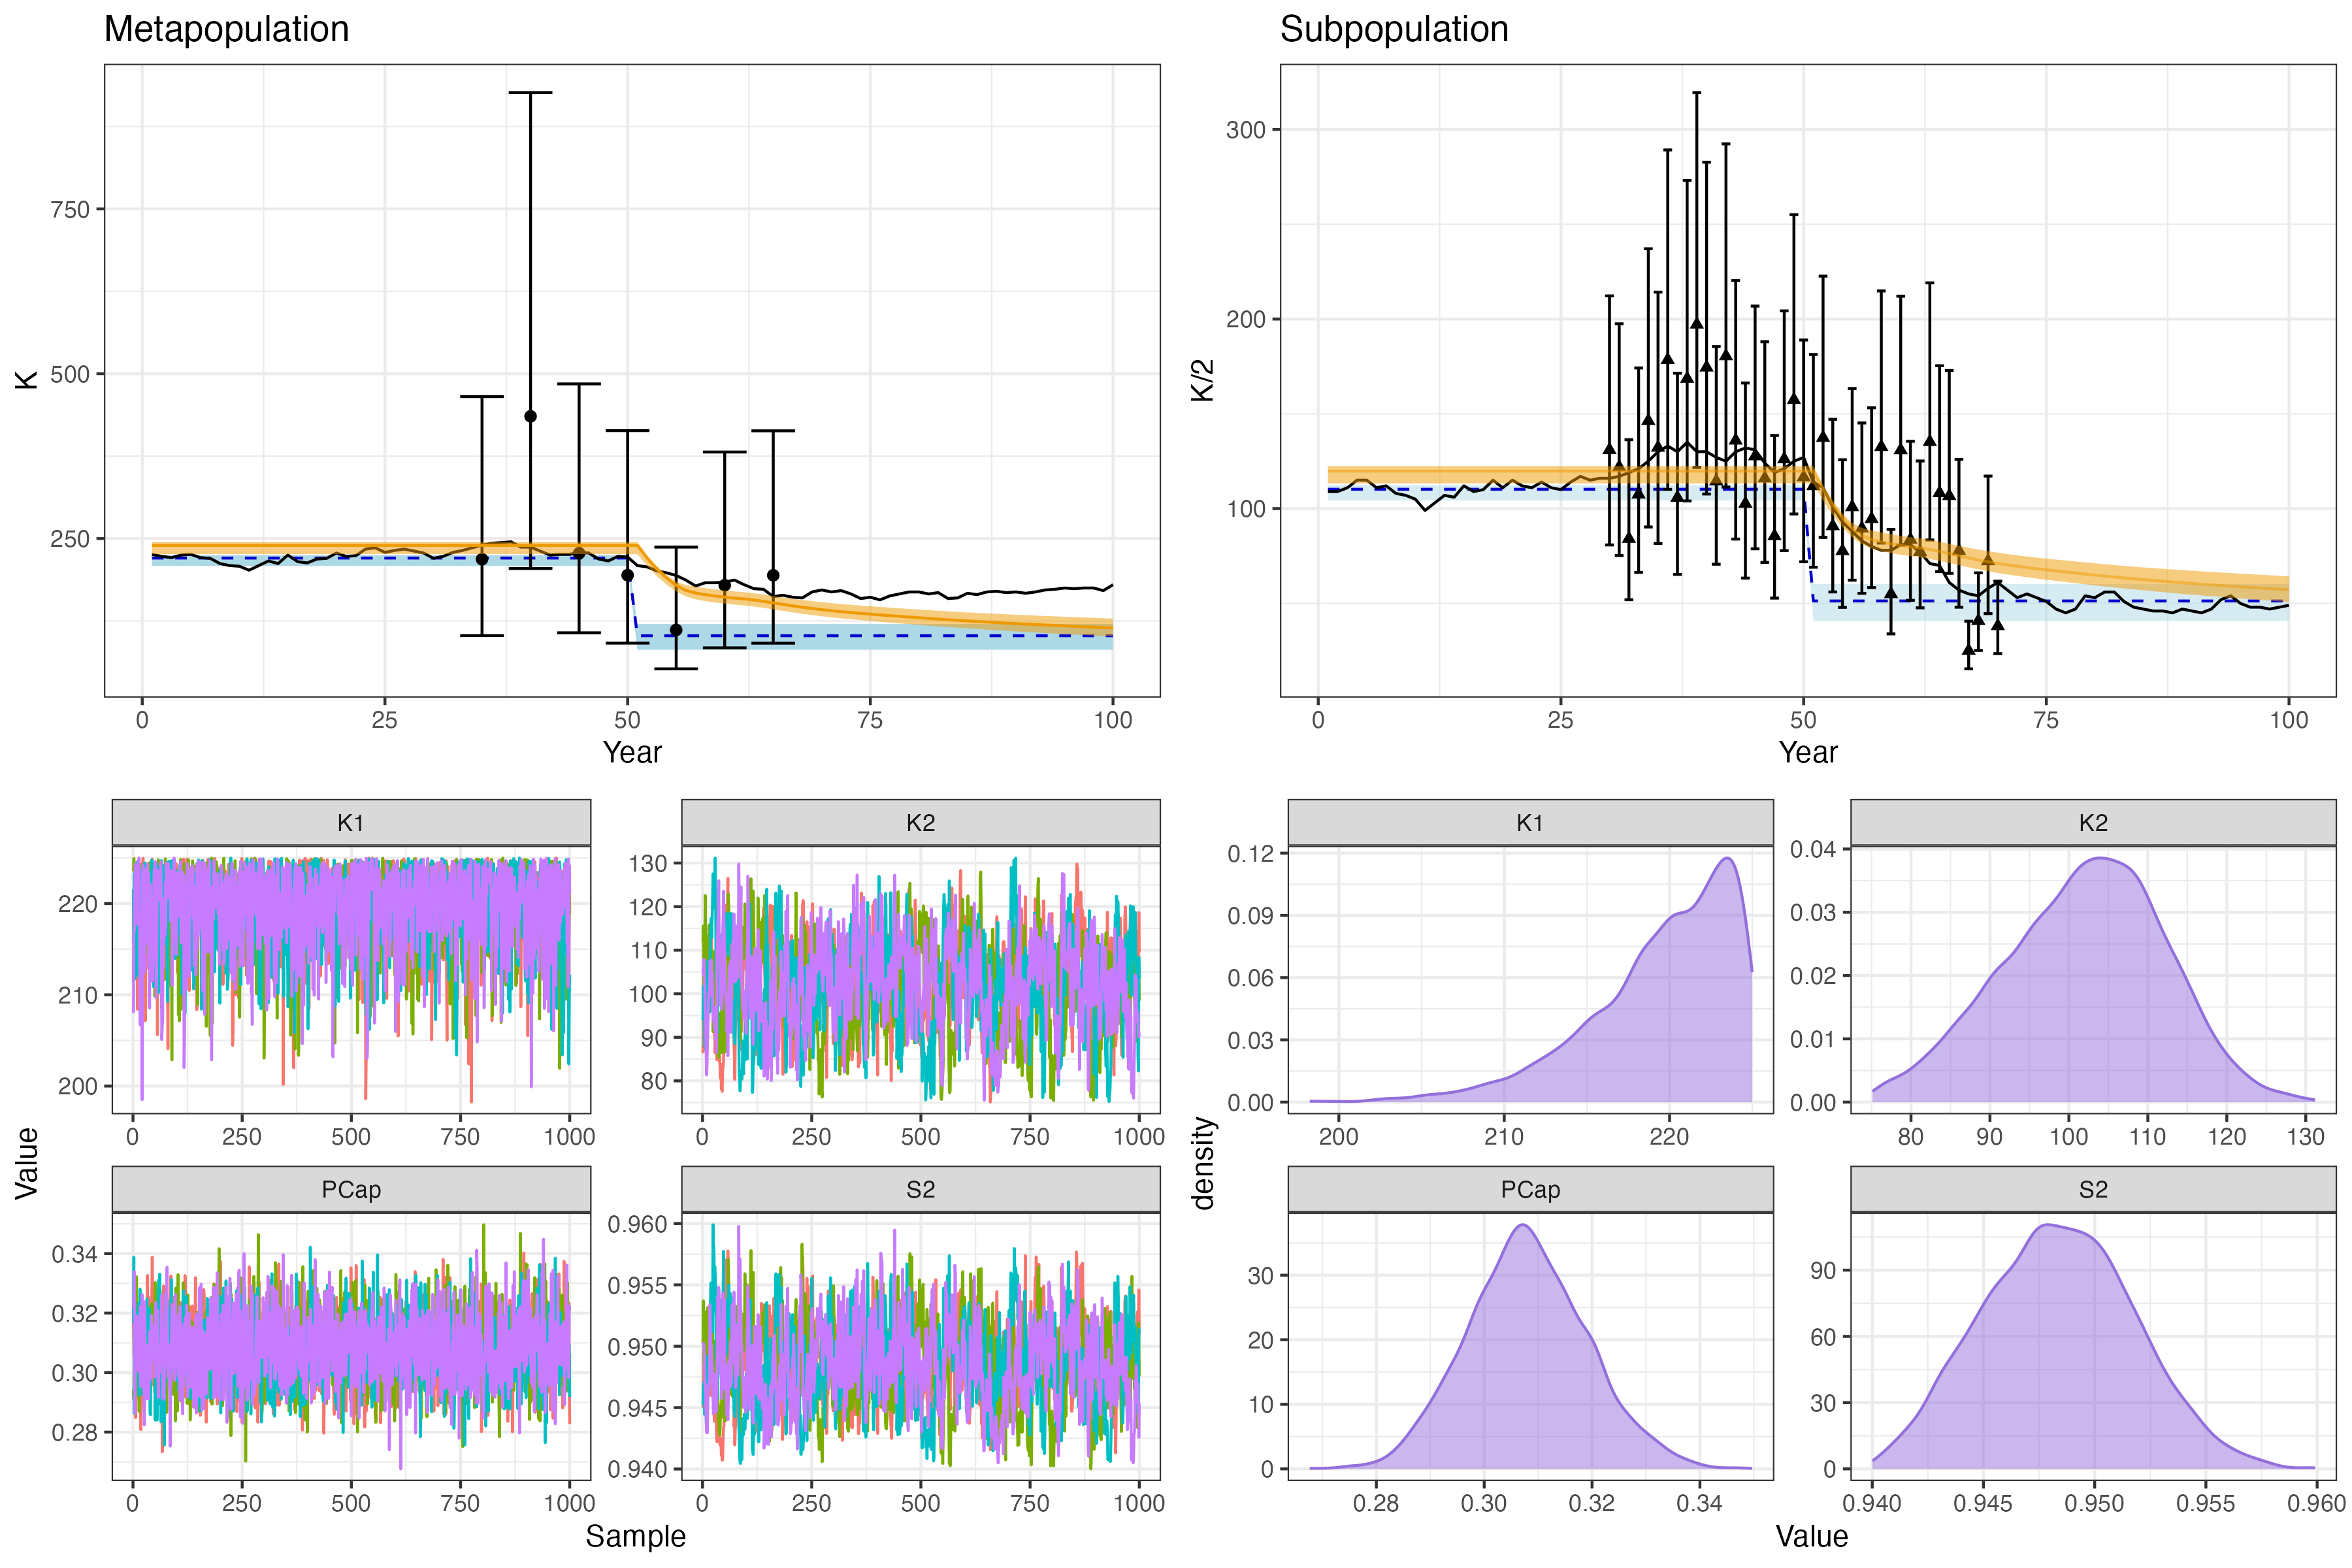 Metapopulation
Subpopulation
K
750
500
250
0 25 50 75 100
Year
K/2
300
200
100
0 25 50 75 100
Year
Value
K1
220
210
200
0 250 500 750 1000
K2
130
120
110
100
90
80
0 250 500 750 1000
PCap
0.34
0.32
0.30
0.28
0 250 500 750 1000
S2
0.960
0.955
0.950
0.945
0.940
0 250 500 750 1000
Sample
density
K1
0.12
0.09
0.06
0.03
0.00
200 210 220
K2
0.04
0.03
0.02
0.01
0.00
80 90 100 110 120 130
PCap
30
20
10
0
0.28 0.30 0.32 0.34
S2
90
60
30
0
0.940 0.945 0.950 0.955 0.960
Value